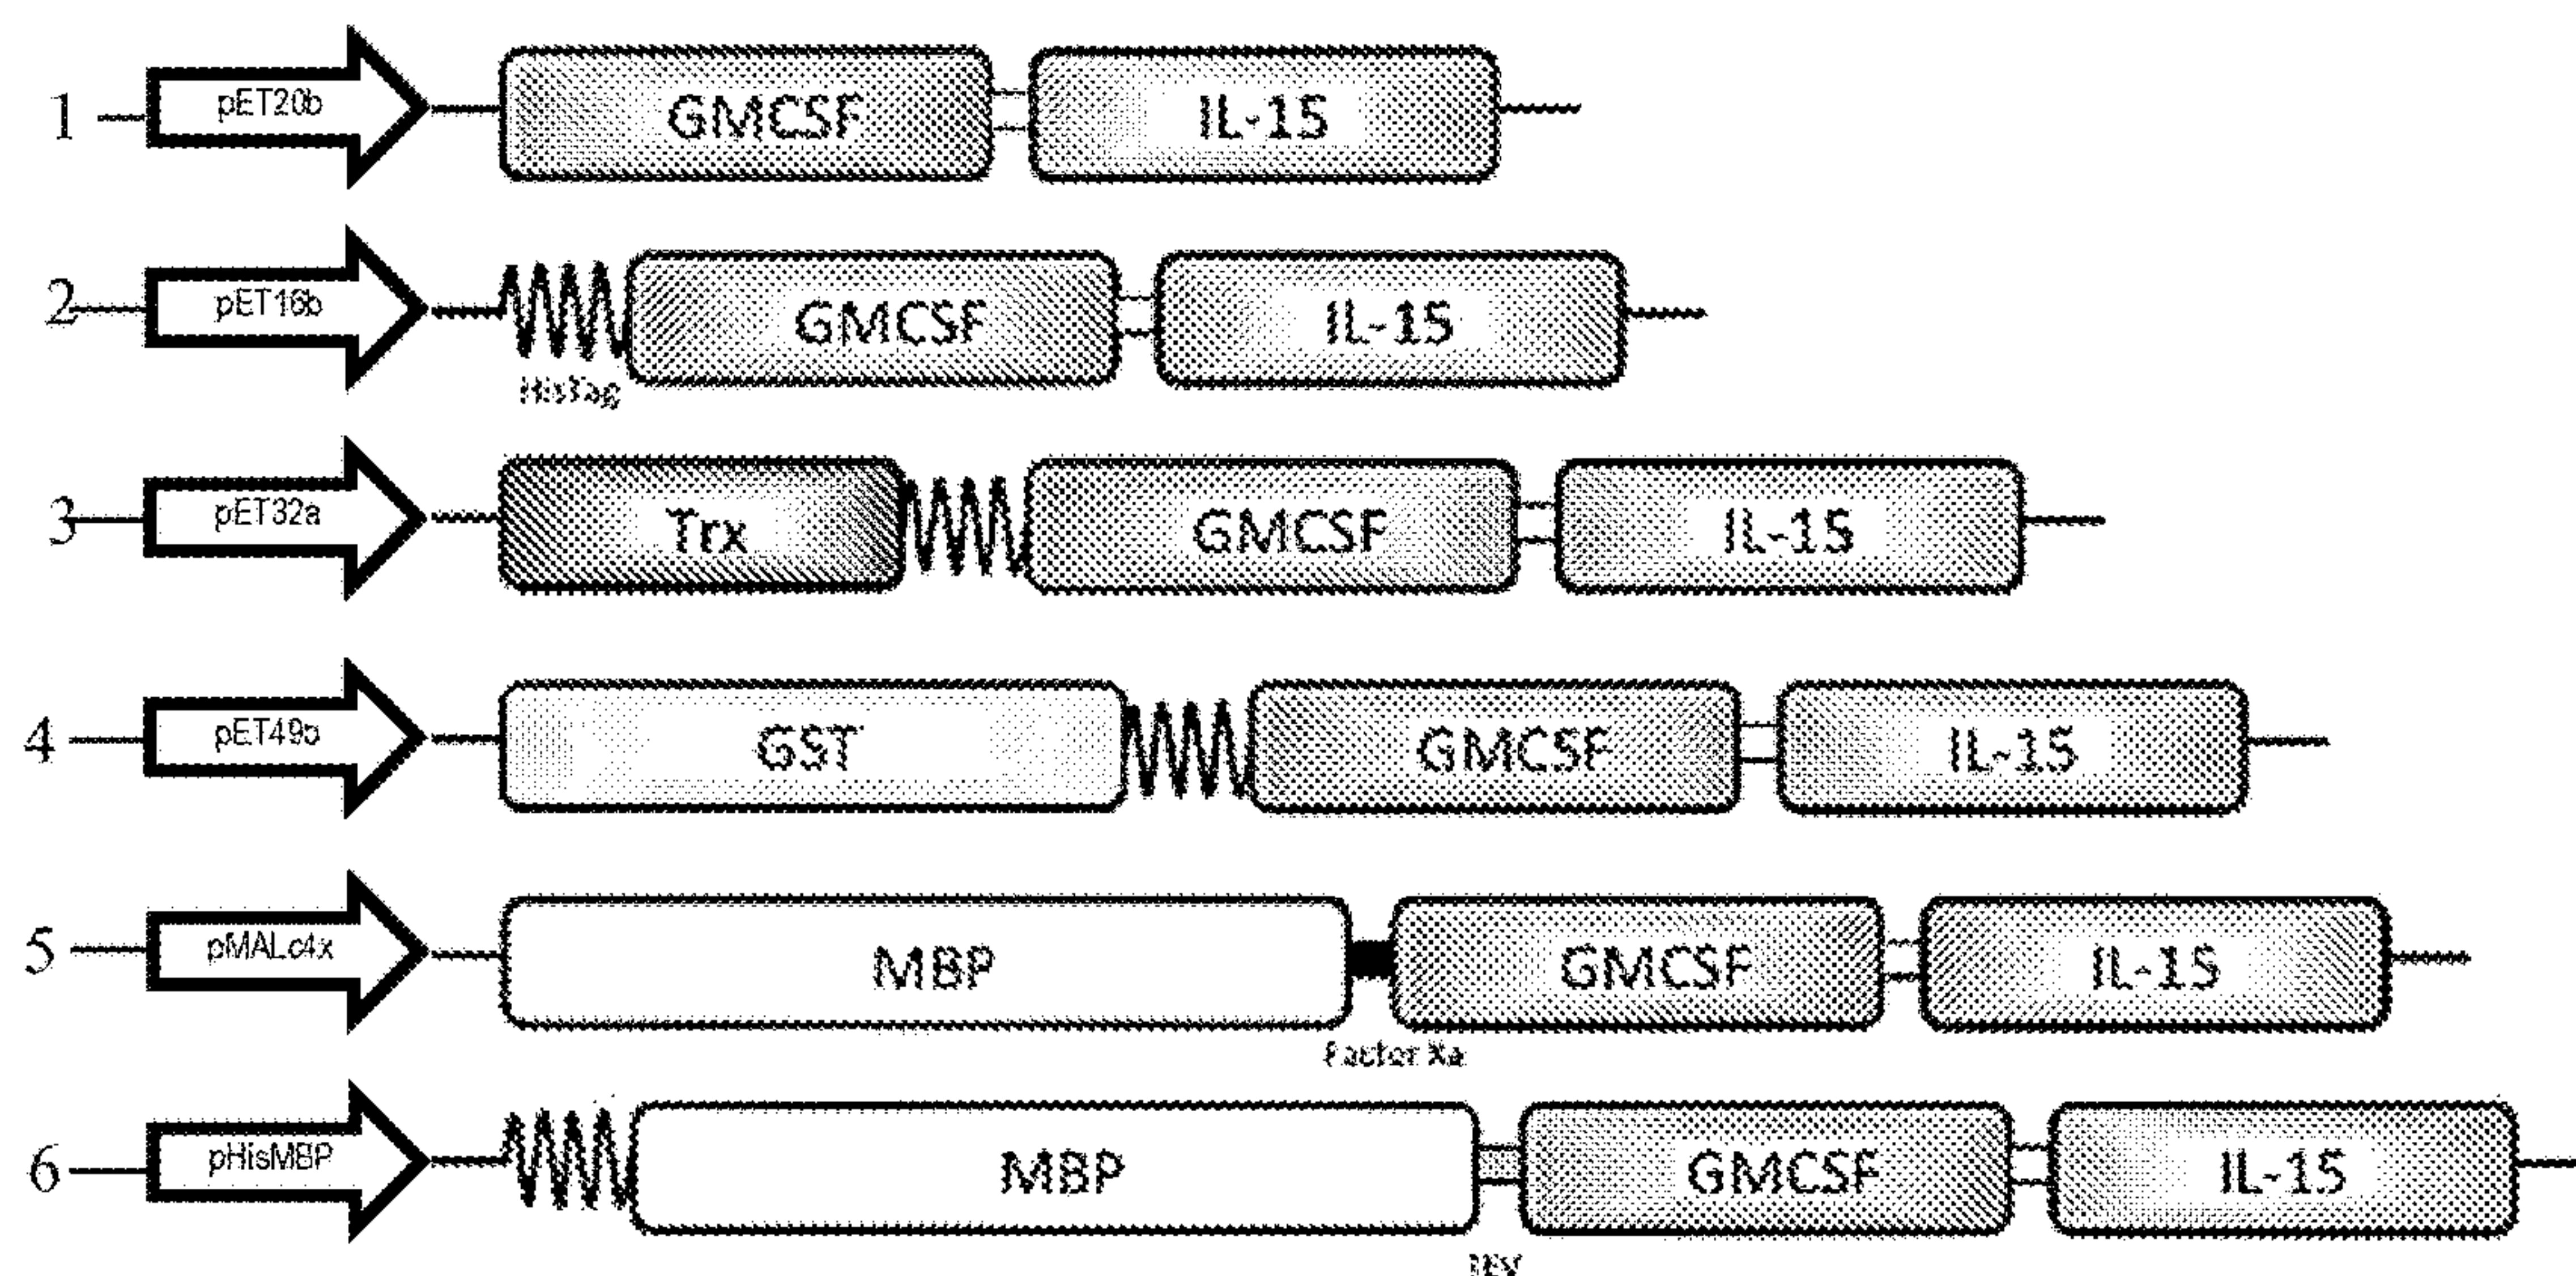 1 pET20b GMCSF IL-15
2 pET16b GMCSF IL-15
HisTag
3 pET32a Trx GMCSF IL-15
4 pET49b GST GMCSF IL-15
5 pMALc4x MBP GMCSF IL-15
Factor Xa
6 pHisMBP MBP GMCSF IL-15
TEV